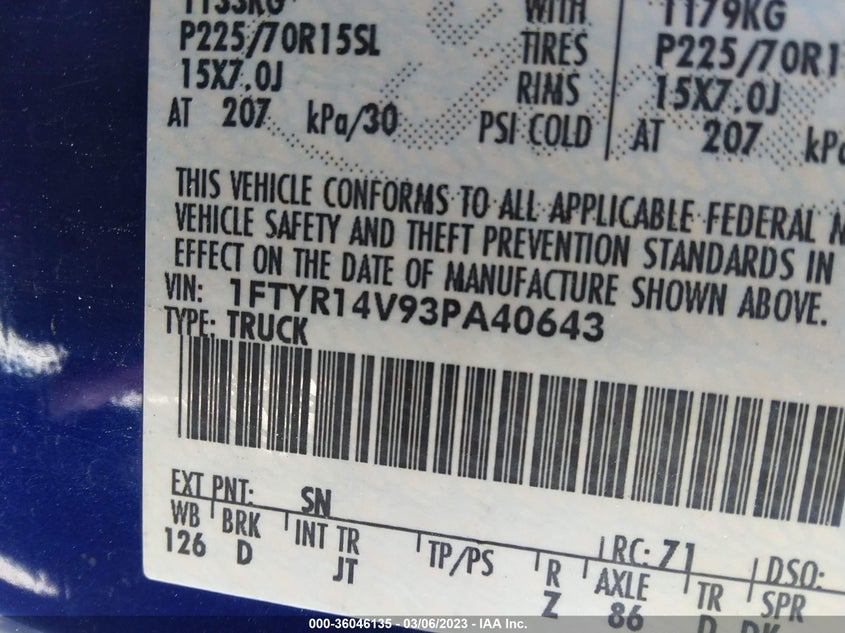 1133KG WITH 1179KG
P225/70R15SL TIRES P225/70R1
15X7.0J RIMS 15X7.0J
AT 207 kPa/30 PSI COLD AT 207 kPa
THIS VEHICLE CONFORMS TO ALL APPLICABLE FEDERAL M
VEHICLE SAFETY AND THEFT PREVENTION STANDARDS IN
EFFECT ON THE DATE OF MANUFACTURE SHOWN ABOVE.
VIN: 1FTYR14V93PA40643
TYPE: TRUCK
EXT PNT: SN RC: 71 DSO:
WB BRK INT TR TP/PS R AXLE TR SPR
126 D JT Z 86 D DK
000-36046135 - 03/06/2023 - IAA Inc.